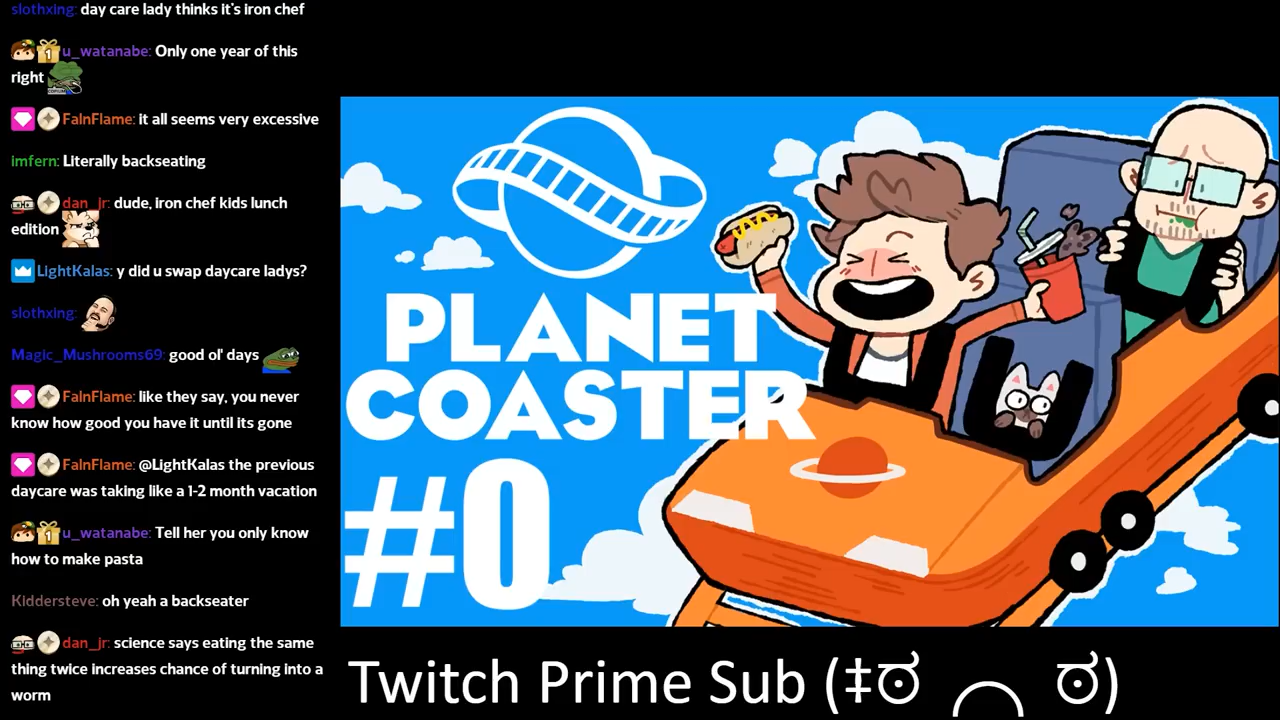 slothxing: day care lady thinks it's iron chef
u_watanabe: Only one year of this
right
FalnFlame: it all seems very excessive
imfern: Literally backseating
dan_jr: dude, iron chef kids lunch
edition
LightKalas: y did u swap daycare ladys?
slothxing:
Magic_Mushrooms69: good ol' days
FalnFlame: like they say, you never
know how good you have it until its gone
FalnFlame: @LightKalas the previous
daycare was taking like a 1-2 month vacation
u_watanabe: Tell her you only know
how to make pasta
Kiddersteve: oh yeah a backseater
dan_jr: science says eating the same
thing twice increases chance of turning into a
worm
PLANET
COASTER
#0
Twitch Prime Sub (‡ಠ ⁀ ಠ)